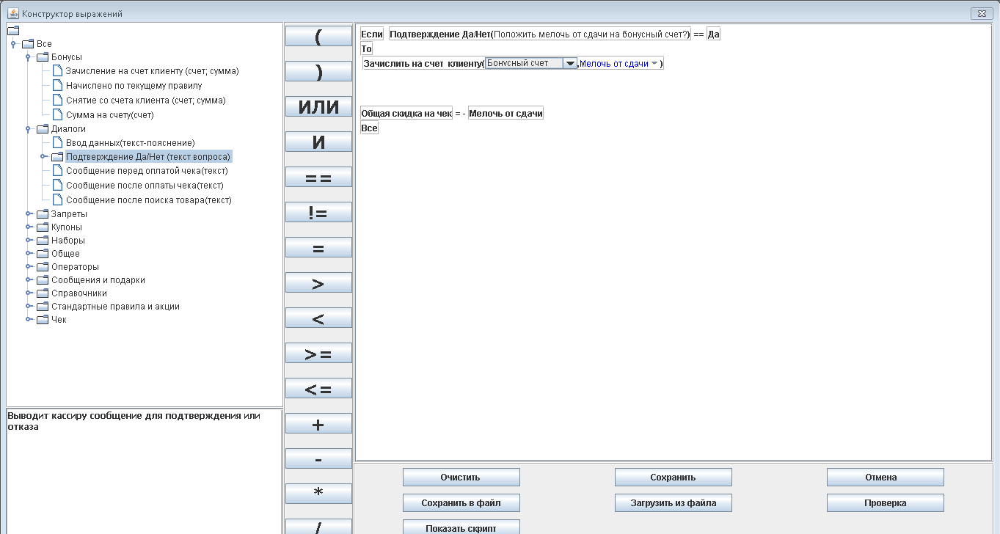 Конструктор выражений
Все
Бонусы
Зачисление на счет клиенту (счет; сумма)
Начислено по текущему правилу
Снятие со счета клиента (счет; сумма)
Сумма на счету(счет)
Диалоги
Ввод данных(текст-пояснение)
Подтверждение Да/Нет (текст вопроса)
Сообщение перед оплатой чека(текст)
Сообщение после оплаты чека(текст)
Сообщение после поиска товара(текст)
Запреты
Купоны
Наборы
Общее
Операторы
Сообщения и подарки
Справочники
Стандартные правила и акции
Чек
Выводит кассиру сообщение для подтверждения или
отказа
(
)
ИЛИ
И
==
!=
=
>
<
>=
<=
+
-
*
/
Если Подтверждение Да/Нет(Положить мелочь от сдачи на бонусный счет?) == Да
То
Зачислить на счет клиенту(Бонусный счет,Мелочь от сдачи)
Общая скидка на чек = - Мелочь от сдачи
Все
Очистить Сохранить Отмена
Сохранить в файл Загрузить из файла Проверка
Показать скрипт